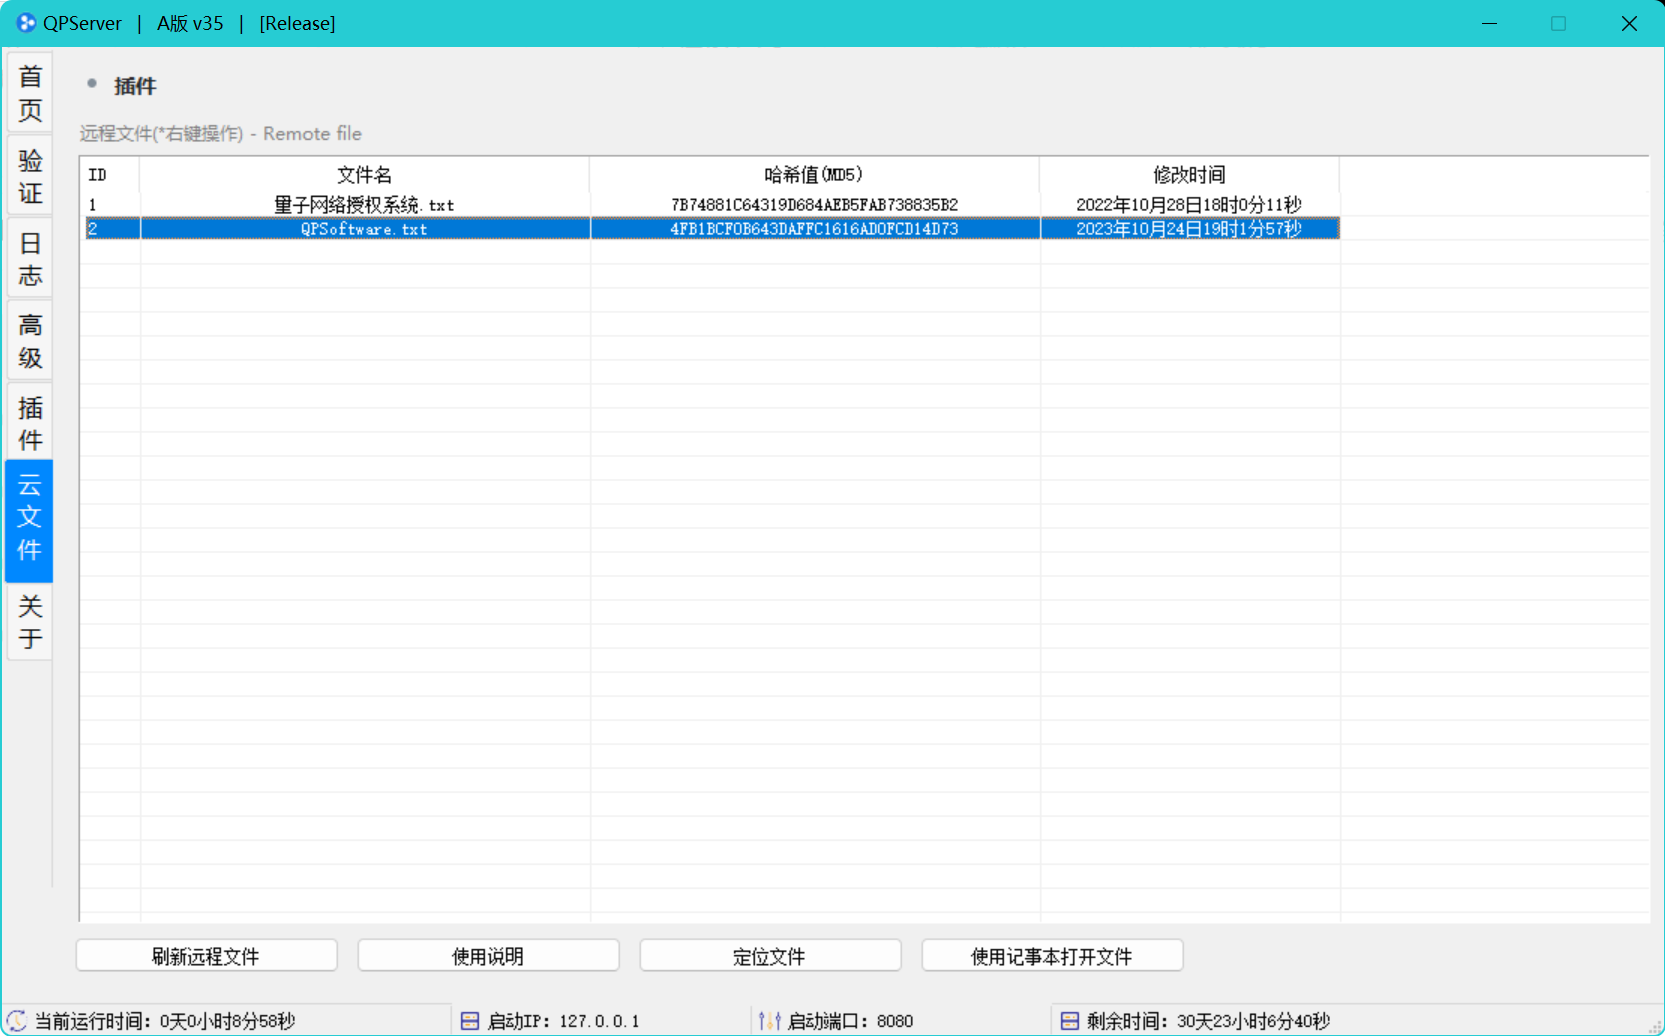 QPServer | A版 v35 | [Release]
首页
验证
日志
高级
插件
云文件
关于
插件
远程文件(*右键操作) - Remote file
ID 文件名 哈希值(MD5) 修改时间
1 量子网络授权系统.txt 7B74881C64319D684AEB5FAB738835B2 2022年10月28日18时0分11秒
2 QPSoftware.txt 4FB1BCF0B643DAFFC1616AD0FCD14D73 2023年10月24日19时1分57秒
刷新远程文件 使用说明 定位文件 使用记事本打开文件
当前运行时间：0天0小时8分58秒 启动IP：127.0.0.1 启动端口：8080 剩余时间：30天23小时6分40秒